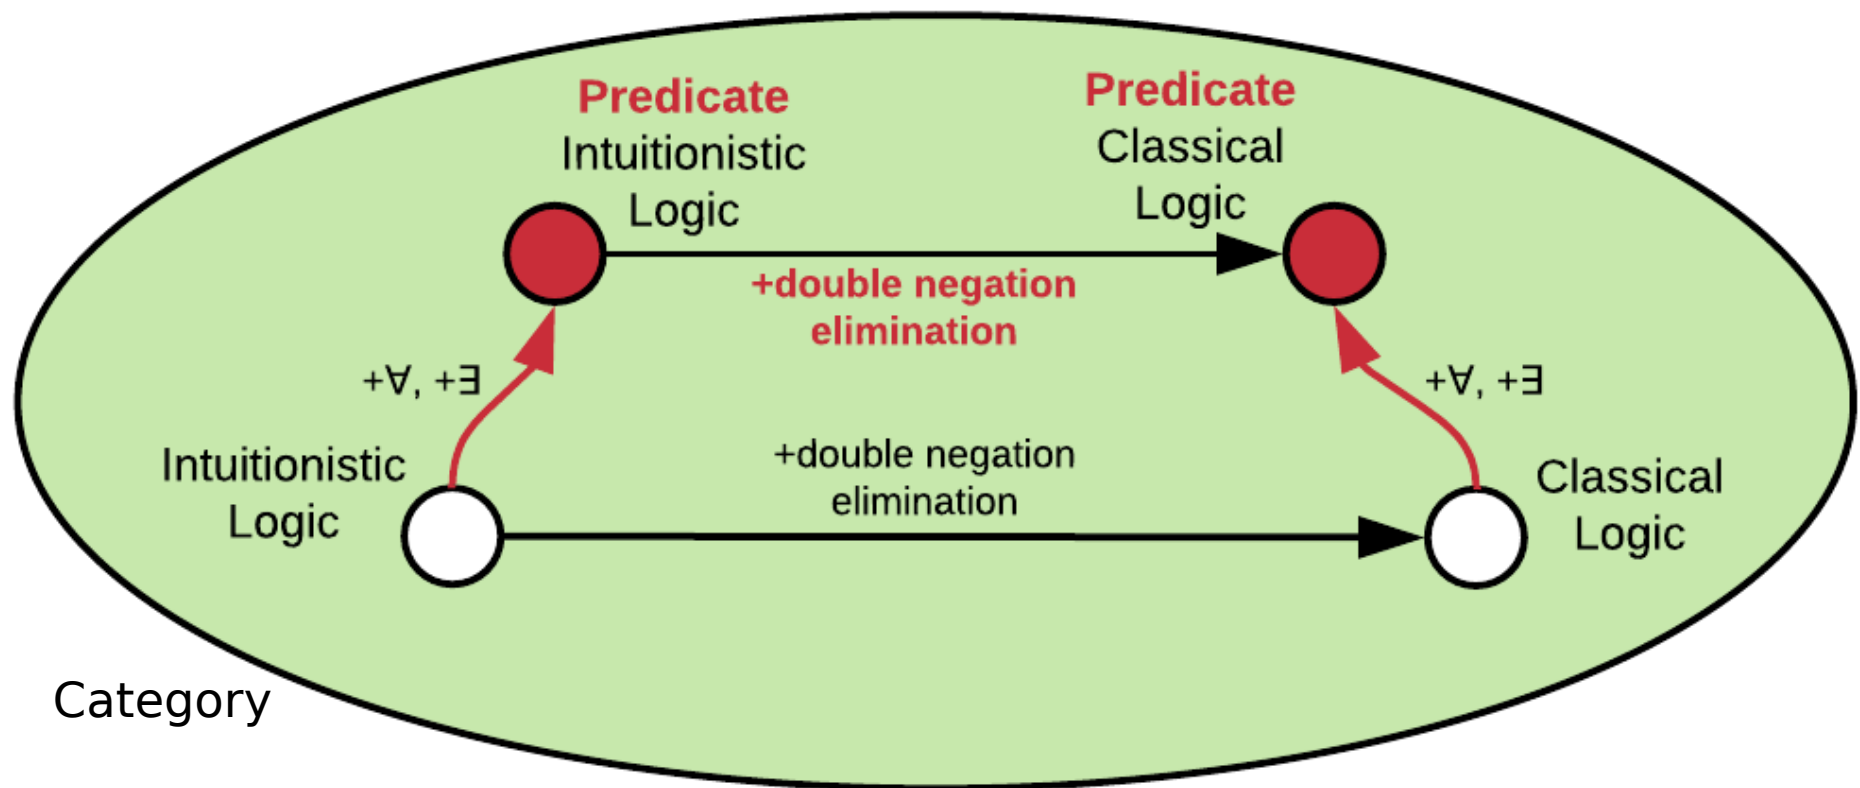 Predicate
Intuitionistic
Logic
Predicate
Classical
Logic
+double negation
elimination
+∀, +∃
+∀, +∃
Intuitionistic
Logic
+double negation
elimination
Classical
Logic
Category